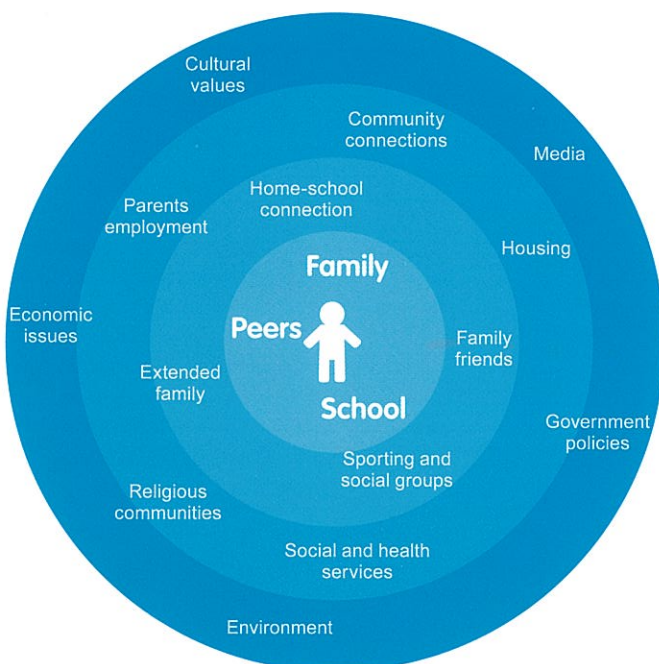 Cultural
values
Community
connections
Media
Home-school
connection
Parents
employment
Housing
Family
Economic
issues
Peers
Family
friends
Extended
family
School
Government
policies
Sporting and
social groups
Religious
communities
Social and health
services
Environment